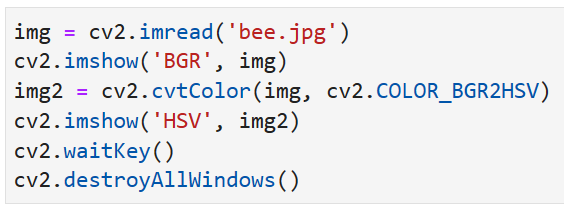 img = cv2.imread('bee.jpg')
cv2.imshow('BGR', img)
img2 = cv2.cvtColor(img, cv2.COLOR_BGR2HSV)
cv2.imshow('HSV', img2)
cv2.waitKey()
cv2.destroyAllWindows()